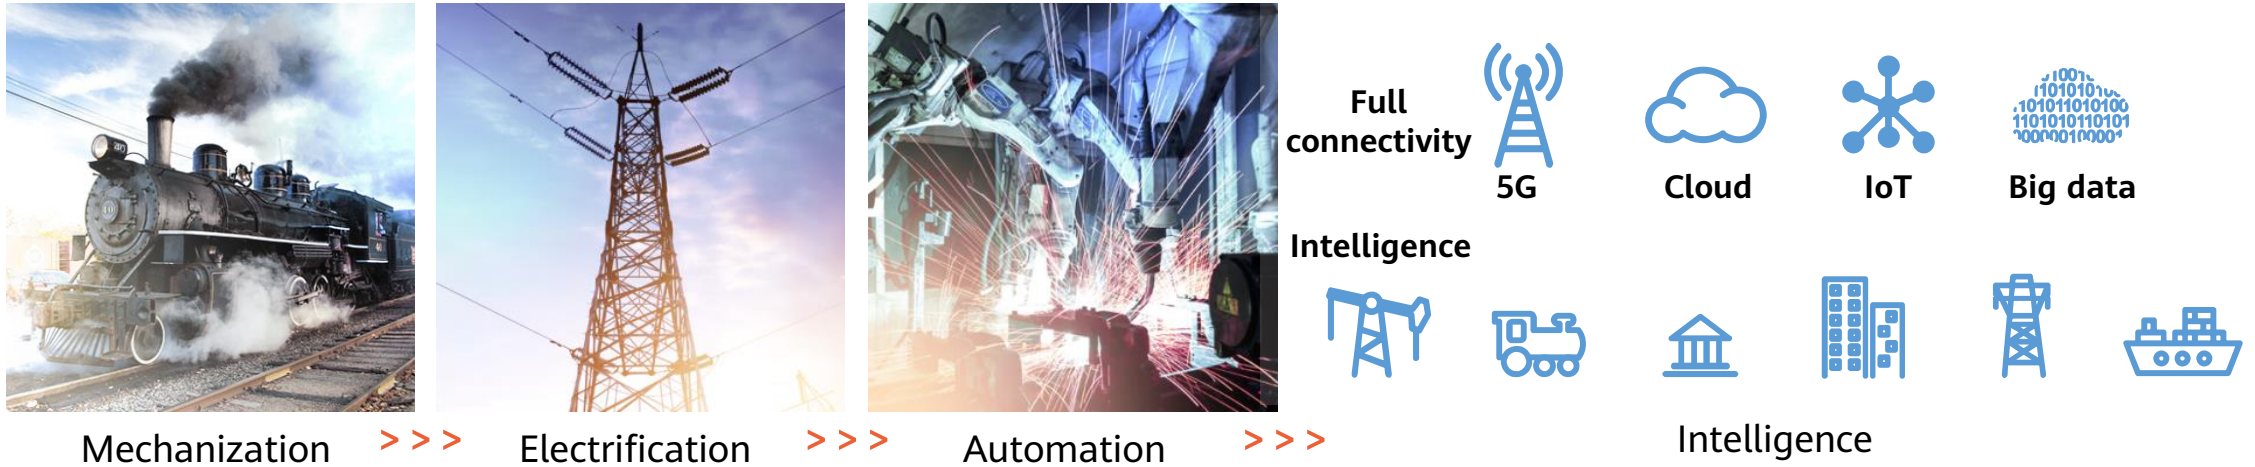 Full
connectivity
5G
Cloud
IoT
Big data
Intelligence
Mechanization
> > >
Electrification
> > >
Automation
> > >
Intelligence